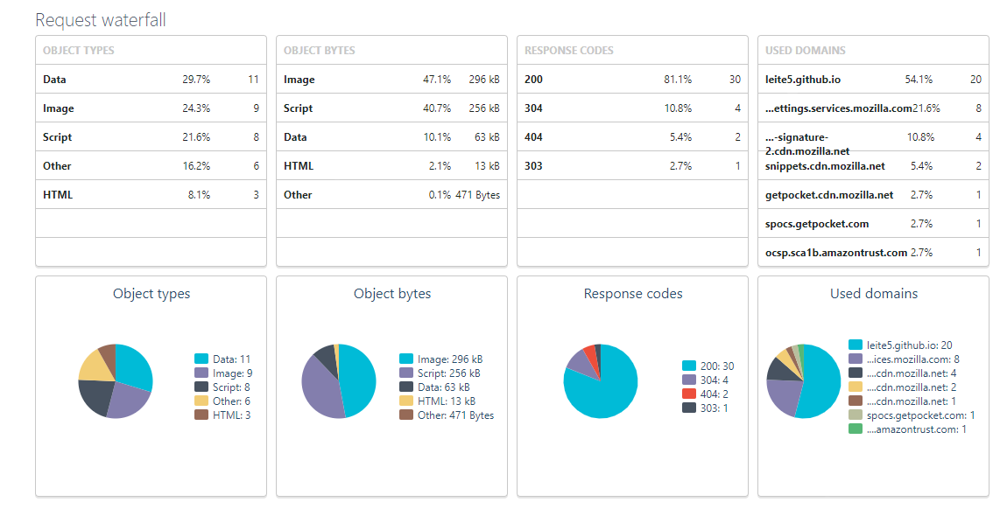 Request waterfall
OBJECT TYPES
Data 29.7% 11
Image 24.3% 9
Script 21.6% 8
Other 16.2% 6
HTML 8.1% 3
OBJECT BYTES
Image 47.1% 296 kB
Script 40.7% 256 kB
Data 10.1% 63 kB
HTML 2.1% 13 kB
Other 0.1% 471 Bytes
RESPONSE CODES
200 81.1% 30
304 10.8% 4
404 5.4% 2
303 2.7% 1
USED DOMAINS
leite5.github.io 54.1% 20
...ettings.services.mozilla.com 21.6% 8
...-signature- 10.8% 4
2.cdn.mozilla.net
snippets.cdn.mozilla.net 5.4% 2
getpocket.cdn.mozilla.net 2.7% 1
spocs.getpocket.com 2.7% 1
ocsp.sca1b.amazontrust.com 2.7% 1
Object types
Data: 11
Image: 9
Script: 8
Other: 6
HTML: 3
Object bytes
Image: 296 kB
Script: 256 kB
Data: 63 kB
HTML: 13 kB
Other: 471 Bytes
Response codes
200: 30
304: 4
404: 2
303: 1
Used domains
leite5.github.io: 20
...ices.mozilla.com: 8
....cdn.mozilla.net: 4
....cdn.mozilla.net: 2
....cdn.mozilla.net: 1
spocs.getpocket.com: 1
....amazontrust.com: 1